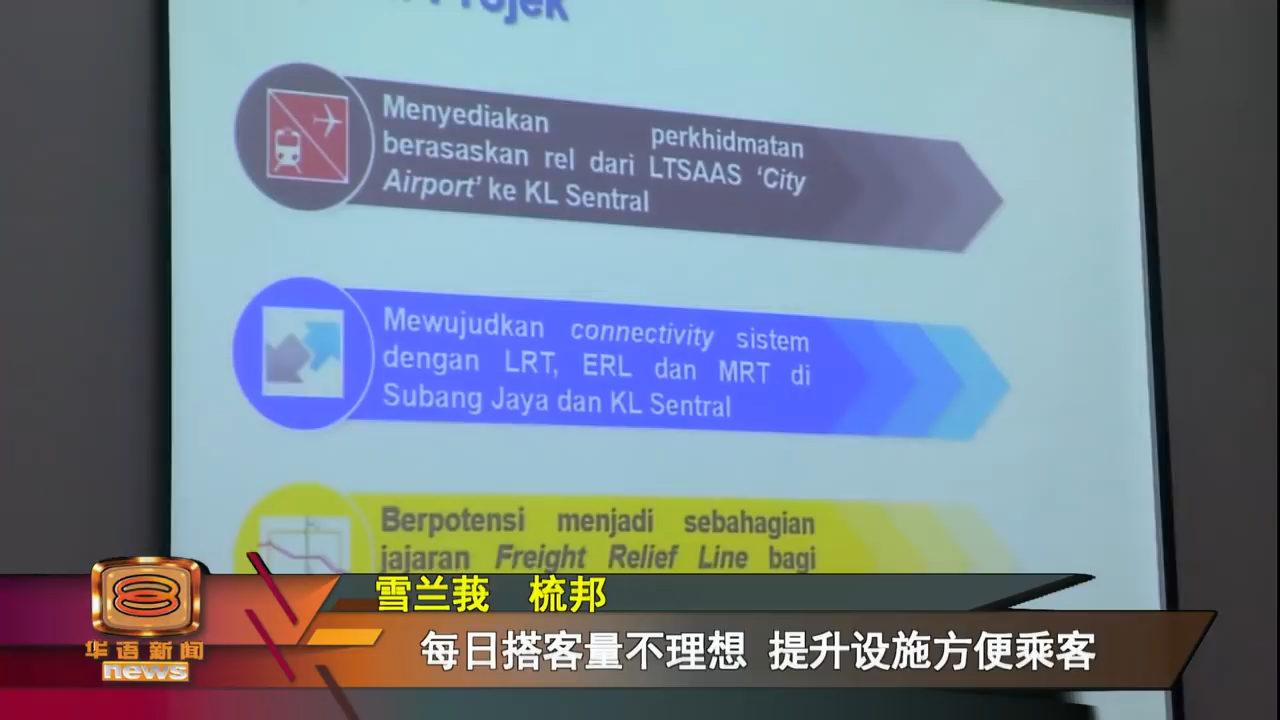 Projek
Menyediakan perkhidmatan
berasaskan rel dari LTSAAS ‘City
Airport’ ke KL Sentral
Mewujudkan connectivity sistem
dengan LRT, ERL dan MRT di
Subang Jaya dan KL Sentral
Berpotensi menjadi sebahagian
jajaran Freight Relief Line bagi
雪兰莪 梳邦
每日搭客量不理想 提升设施方便乘客
8
华语新闻
news